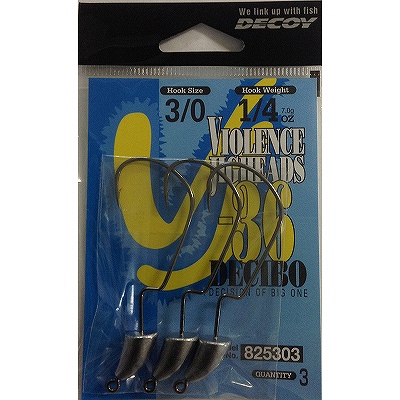 We link up with fish
DECOY
Hook Size
3/0
Hook Weight
1/4 7.0g OZ
VIOLENCE
JIGHEADS
DECIBO
DECISION OF BIG ONE
No. 825303
QUANTITY 3